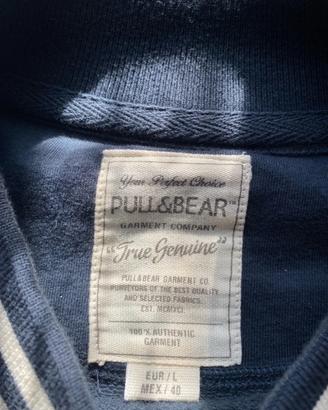 Your Perfect Choice
PULL&BEAR™
GARMENT COMPANY
"True Genuine"
PULL&BEAR GARMENT CO.
PURVEYORS OF THE BEST QUALITY
AND SELECTED FABRICS.
EST. MCMXCI.
100% AUTHENTIC
GARMENT
EUR/L
MEX/40